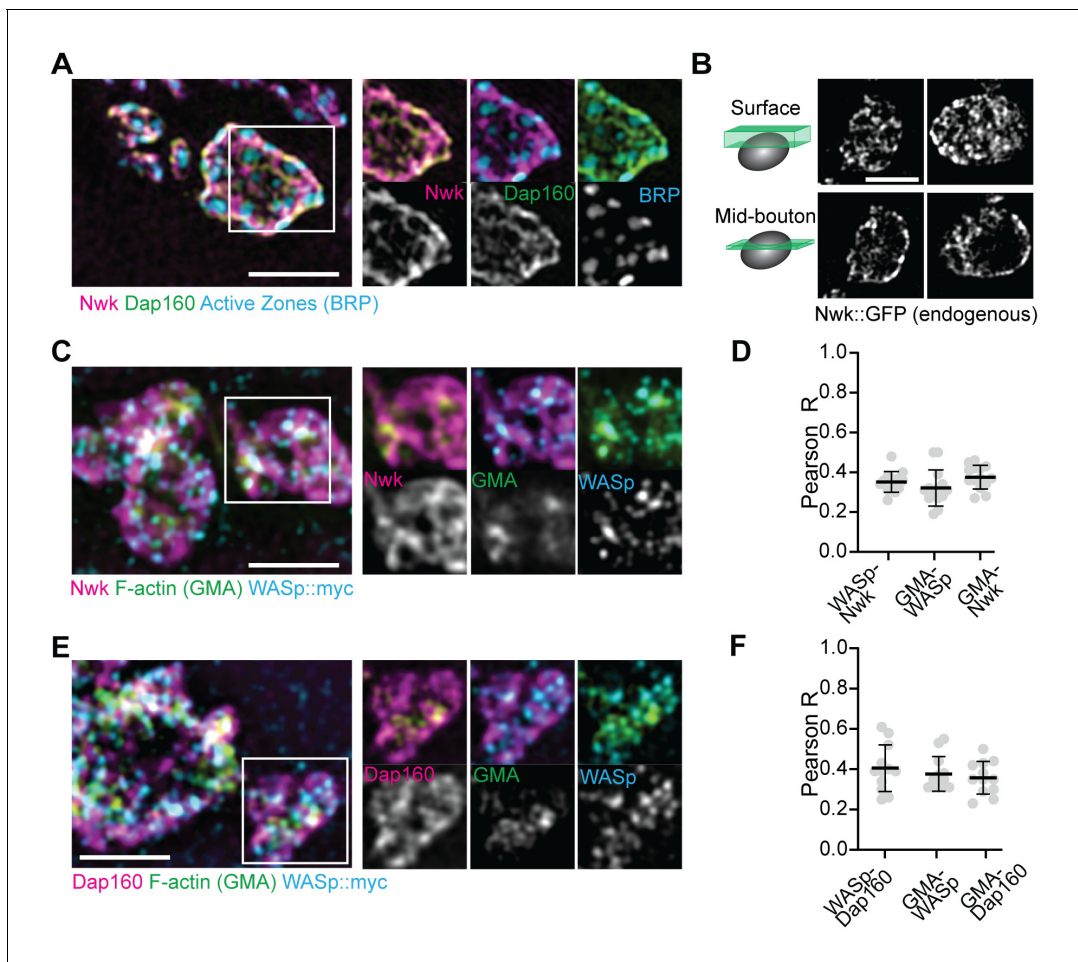 A
Nwk
Dap160
BRP
Nwk Dap160 Active Zones (BRP)
B
Surface
Mid-bouton
Nwk::GFP (endogenous)
C
Nwk
GMA
WASp
Nwk F-actin (GMA) WASp::myc
D
Pearson R
1.0
0.8
0.6
0.4
0.2
0.0
WASp-
Nwk
GMA-
WASp
GMA-
Nwk
E
Dap160
GMA
WASp
Dap160 F-actin (GMA) WASp::myc
F
Pearson R
1.0
0.8
0.6
0.4
0.2
0.0
WASp-
Dap160
GMA-
WASp
GMA-
Dap160